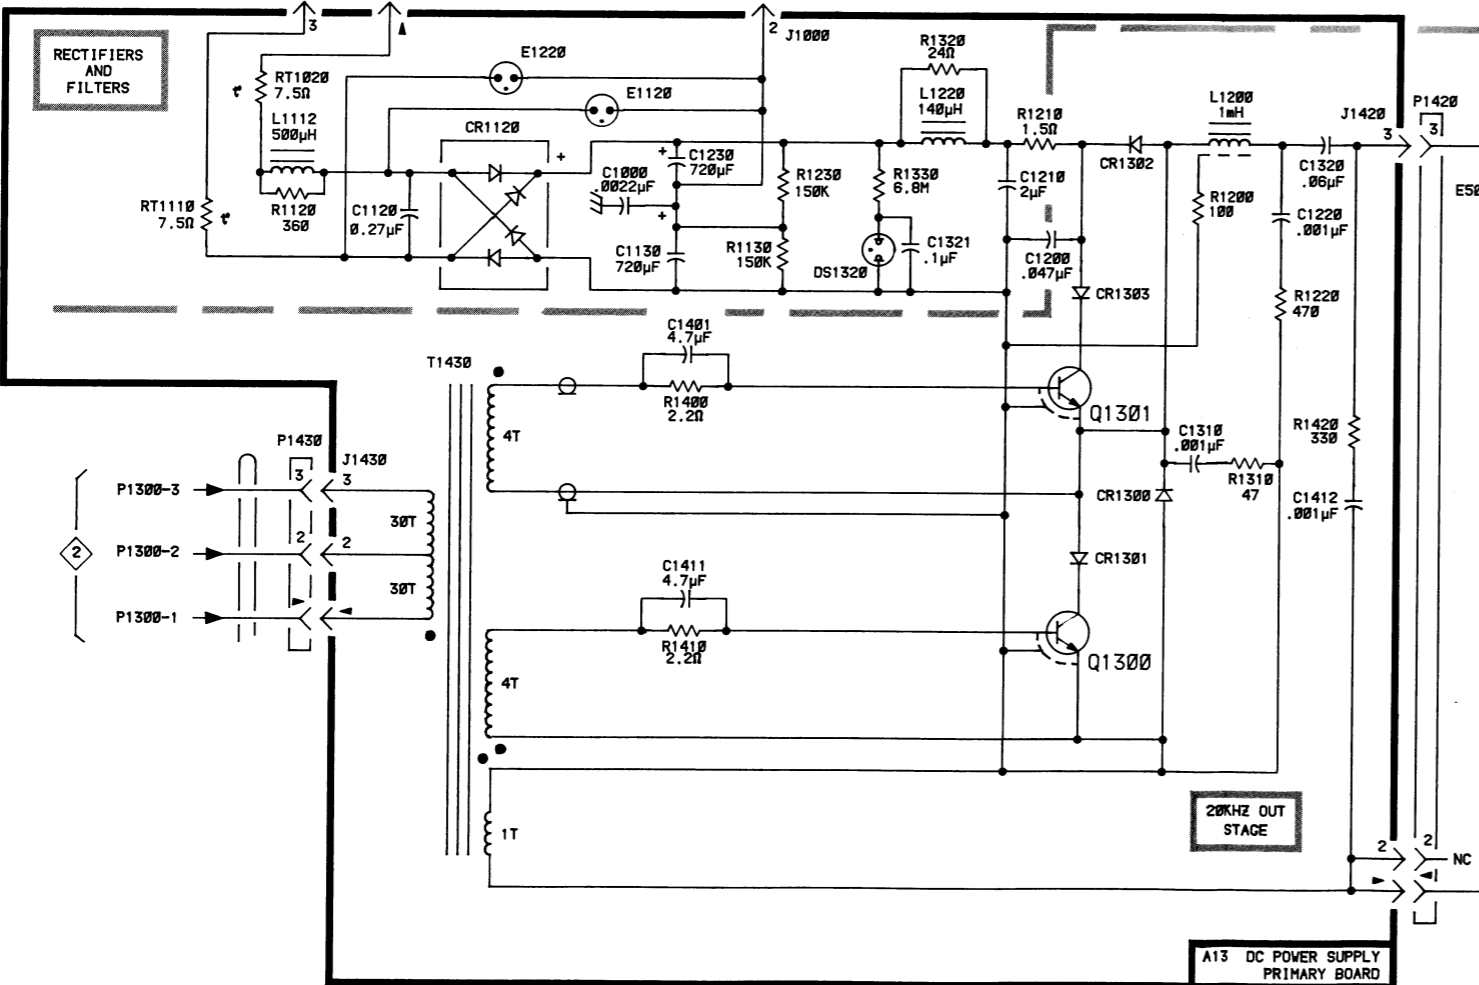 3
2
J1000
RECTIFIERS
AND
FILTERS
RT1020
7.5Ω
L1112
500μH
R1120
360
RT1110
7.5Ω
E1220
E1120
CR1120
+
C1120
0.27μF
C1000
.0022μF
+
C1230
720μF
+
C1130
720μF
R1230
150K
R1130
150K
R1330
6.8M
DS1320
C1321
.1μF
R1320
24Ω
L1220
140μH
R1210
1.5Ω
C1210
2μF
C1200
.047μF
CR1302
CR1303
L1200
1mH
R1200
100
C1320
.06μF
C1220
.001μF
R1220
470
J1420
3
P1420
3
E50
T1430
4T
C1401
4.7μF
R1400
2.2Ω
Q1301
C1310
.001μF
R1310
47
CR1300
R1420
330
C1412
.001μF
P1430
J1430
P1300-3
3
3
30T
2
P1300-2
2
2
30T
P1300-1
C1411
4.7μF
R1410
2.2Ω
4T
CR1301
Q1300
1T
20KHZ OUT
STAGE
2
2
NC
A13 DC POWER SUPPLY
PRIMARY BOARD